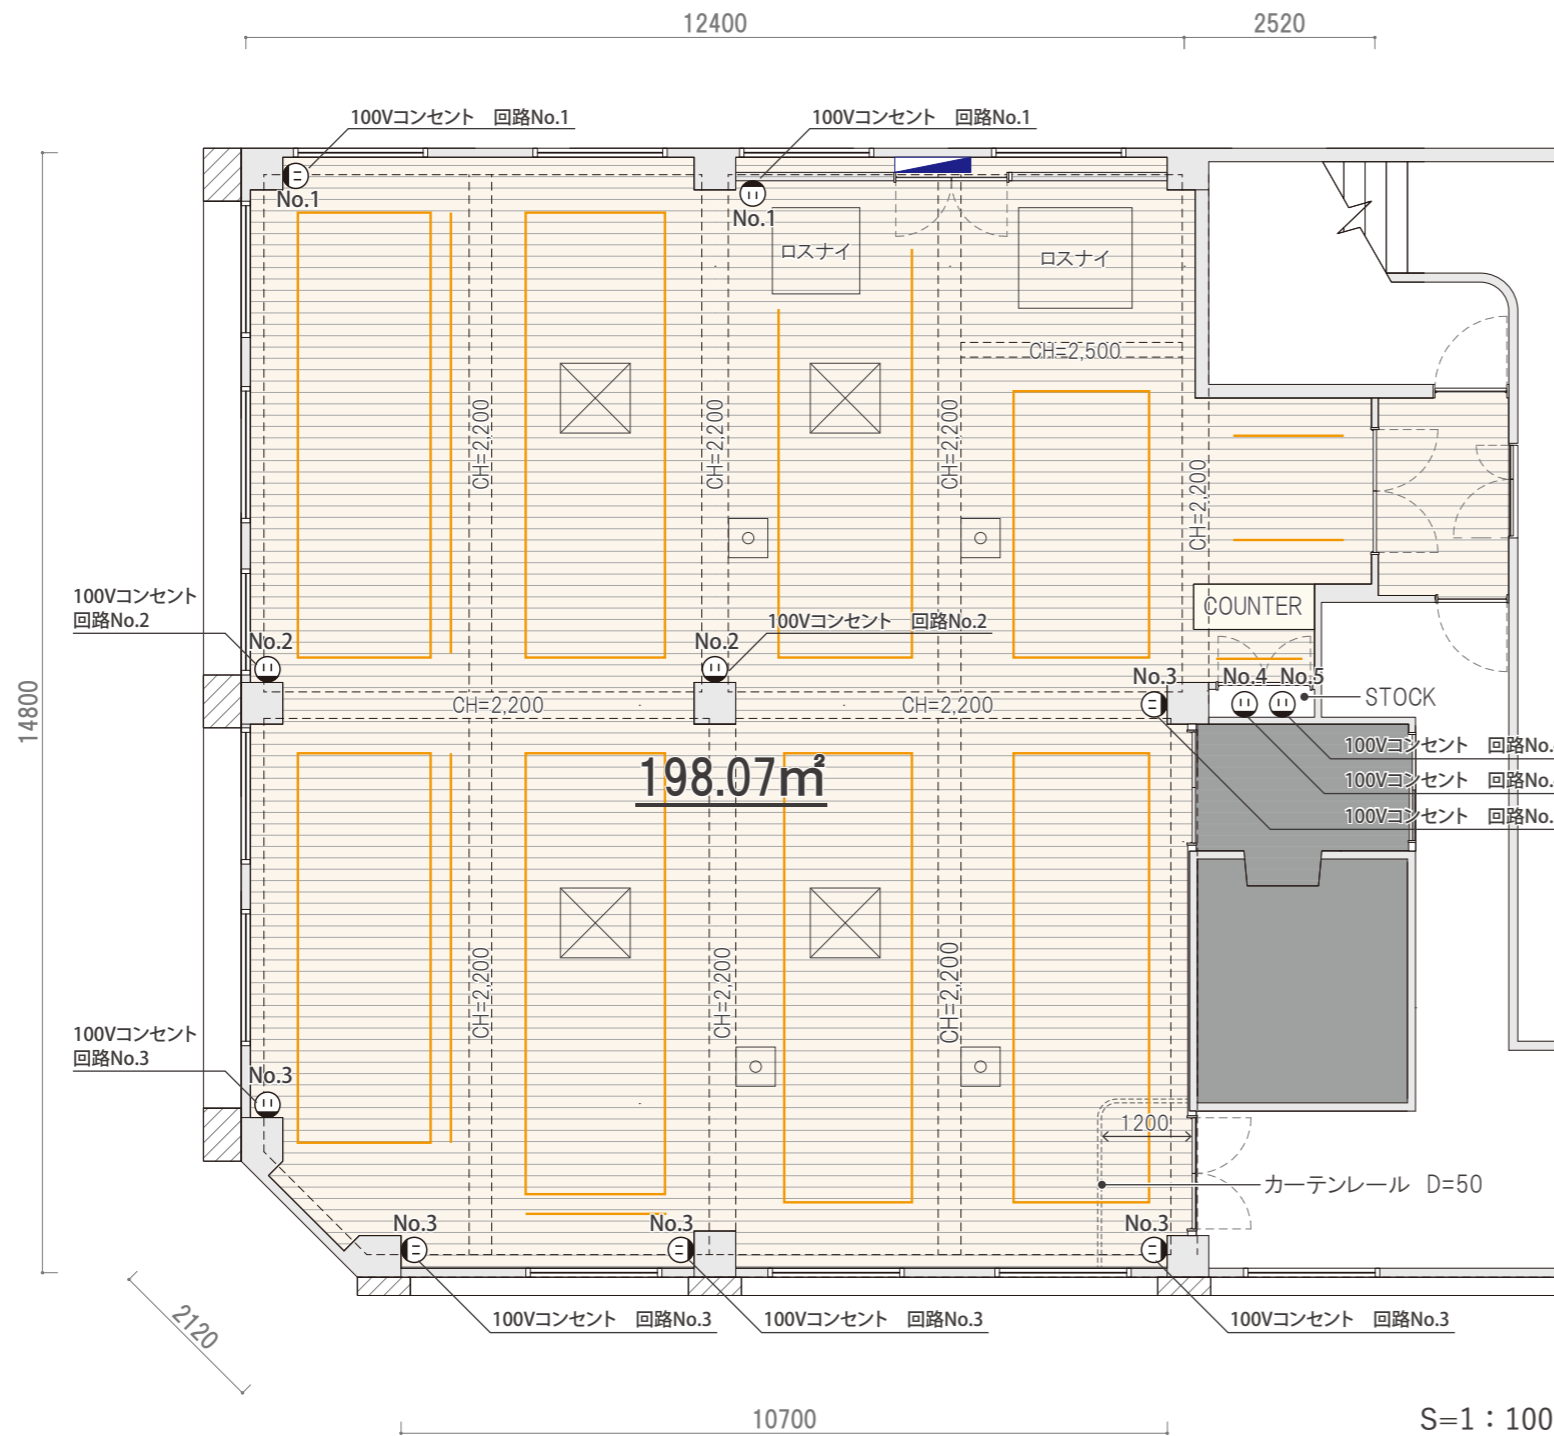 12400
2520
100Vコンセント　回路No.1
100Vコンセント　回路No.1
No.1
No.1
ロスナイ
ロスナイ
CH=2,500
CH=2,200
CH=2,200
CH=2,200
CH=2,200
100Vコンセント
回路No.2
No.2
No.2
100Vコンセント　回路No.2
COUNTER
No.3
No.4
No.5
STOCK
CH=2,200
CH=2,200
14800
198.07㎡
100Vコンセント　回路No.
100Vコンセント　回路No.
100Vコンセント　回路No.
CH=2,200
CH=2,200
CH=2,200
100Vコンセント
回路No.3
No.3
1200
カーテンレール　D=50
No.3
No.3
No.3
100Vコンセント　回路No.3
100Vコンセント　回路No.3
100Vコンセント　回路No.3
2120
10700
S=1：100